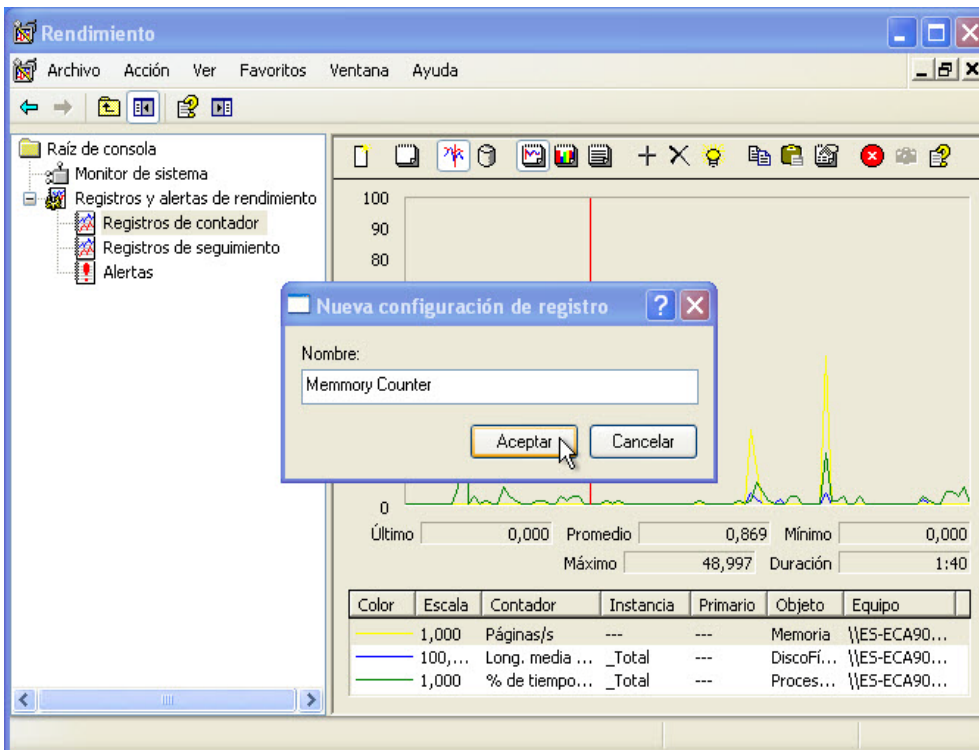 Rendimiento
Archivo Acción Ver Favoritos Ventana Ayuda
Raíz de consola
Monitor de sistema
Registros y alertas de rendimiento
Registros de contador
Registros de seguimiento
Alertas
100
90
80
Nueva configuración de registro
Nombre:
Memmory Counter
Aceptar Cancelar
0
Último 0,000 Promedio 0,869 Mínimo 0,000
Máximo 48,997 Duración 1:40
Color Escala Contador Instancia Primario Objeto Equipo
1,000 Páginas/s --- --- Memoria \\ES-ECA90...
100,... Long. media ... _Total --- DiscoFí... \\ES-ECA90...
1,000 % de tiempo... _Total --- Proces... \\ES-ECA90...